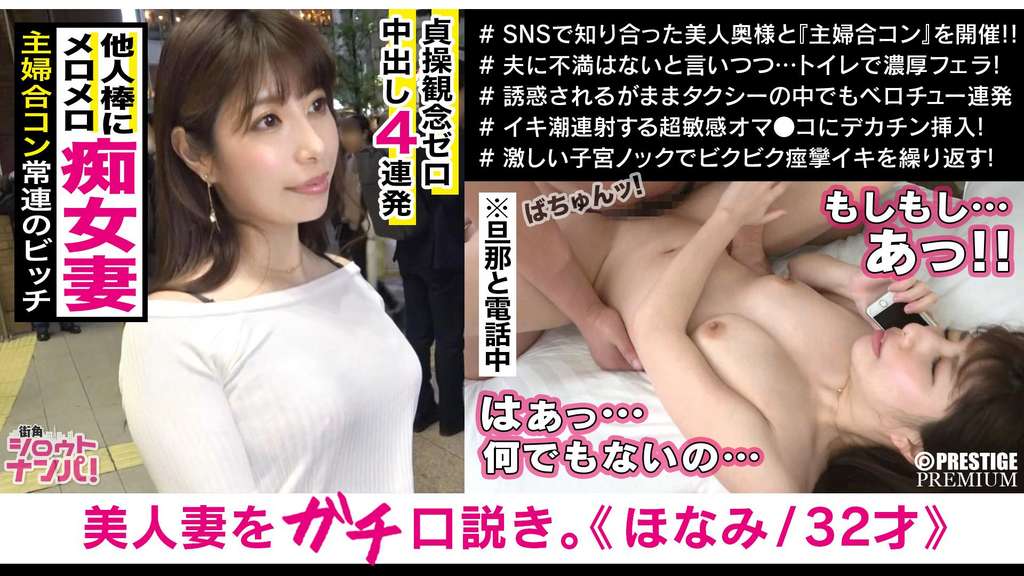 他人棒に
メロメロ
痴女妻
主婦合コン常連のビッチ
貞操観念ゼロ
中出し4連発
# SNSで知り合った美人奥様と『主婦合コン』を開催!!
# 夫に不満はないと言いつつ…トイレで濃厚フェラ!
# 誘惑されるがままタクシーの中でもベロチュー連発
# イキ潮連射する超敏感オマ●コにデカチン挿入!
# 激しい子宮ノックでビクビク痙攣イキを繰り返す!
ばちゅんッ!
※旦那と電話中
もしもし…
あっ!!
はぁっ…
何でもないの…
街角
シロウト
ナンパ!
©PRESTIGE
PREMIUM
美人妻をガチ口説き。《ほなみ/32才》